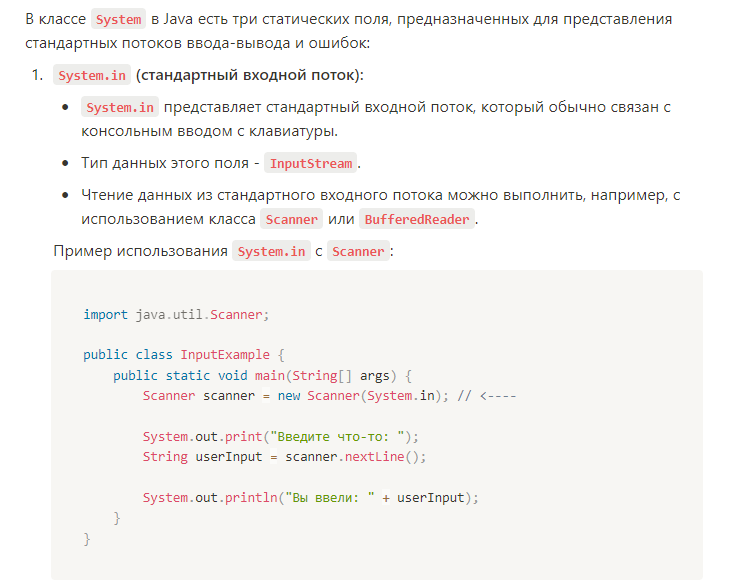 В классе System в Java есть три статических поля, предназначенных для представления
стандартных потоков ввода-вывода и ошибок:
1. System.in (стандартный входной поток):
• System.in представляет стандартный входной поток, который обычно связан с
консольным вводом с клавиатуры.
• Тип данных этого поля - InputStream.
• Чтение данных из стандартного входного потока можно выполнить, например, с
использованием класса Scanner или BufferedReader.
Пример использования System.in с Scanner:
import java.util.Scanner;
public class InputExample {
public static void main(String[] args) {
Scanner scanner = new Scanner(System.in); // <----
System.out.print("Введите что-то: ");
String userInput = scanner.nextLine();
System.out.println("Вы ввели: " + userInput);
}
}